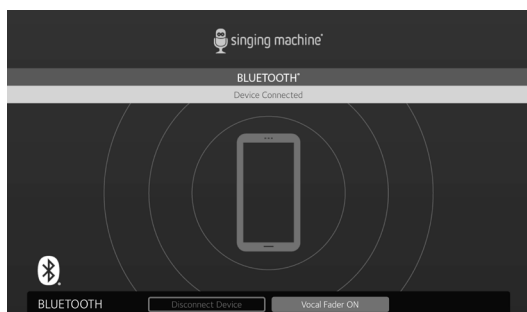 singing machine®
BLUETOOTH®
Device Connected
BLUETOOTH
Disconnect Device
Vocal Fader ON